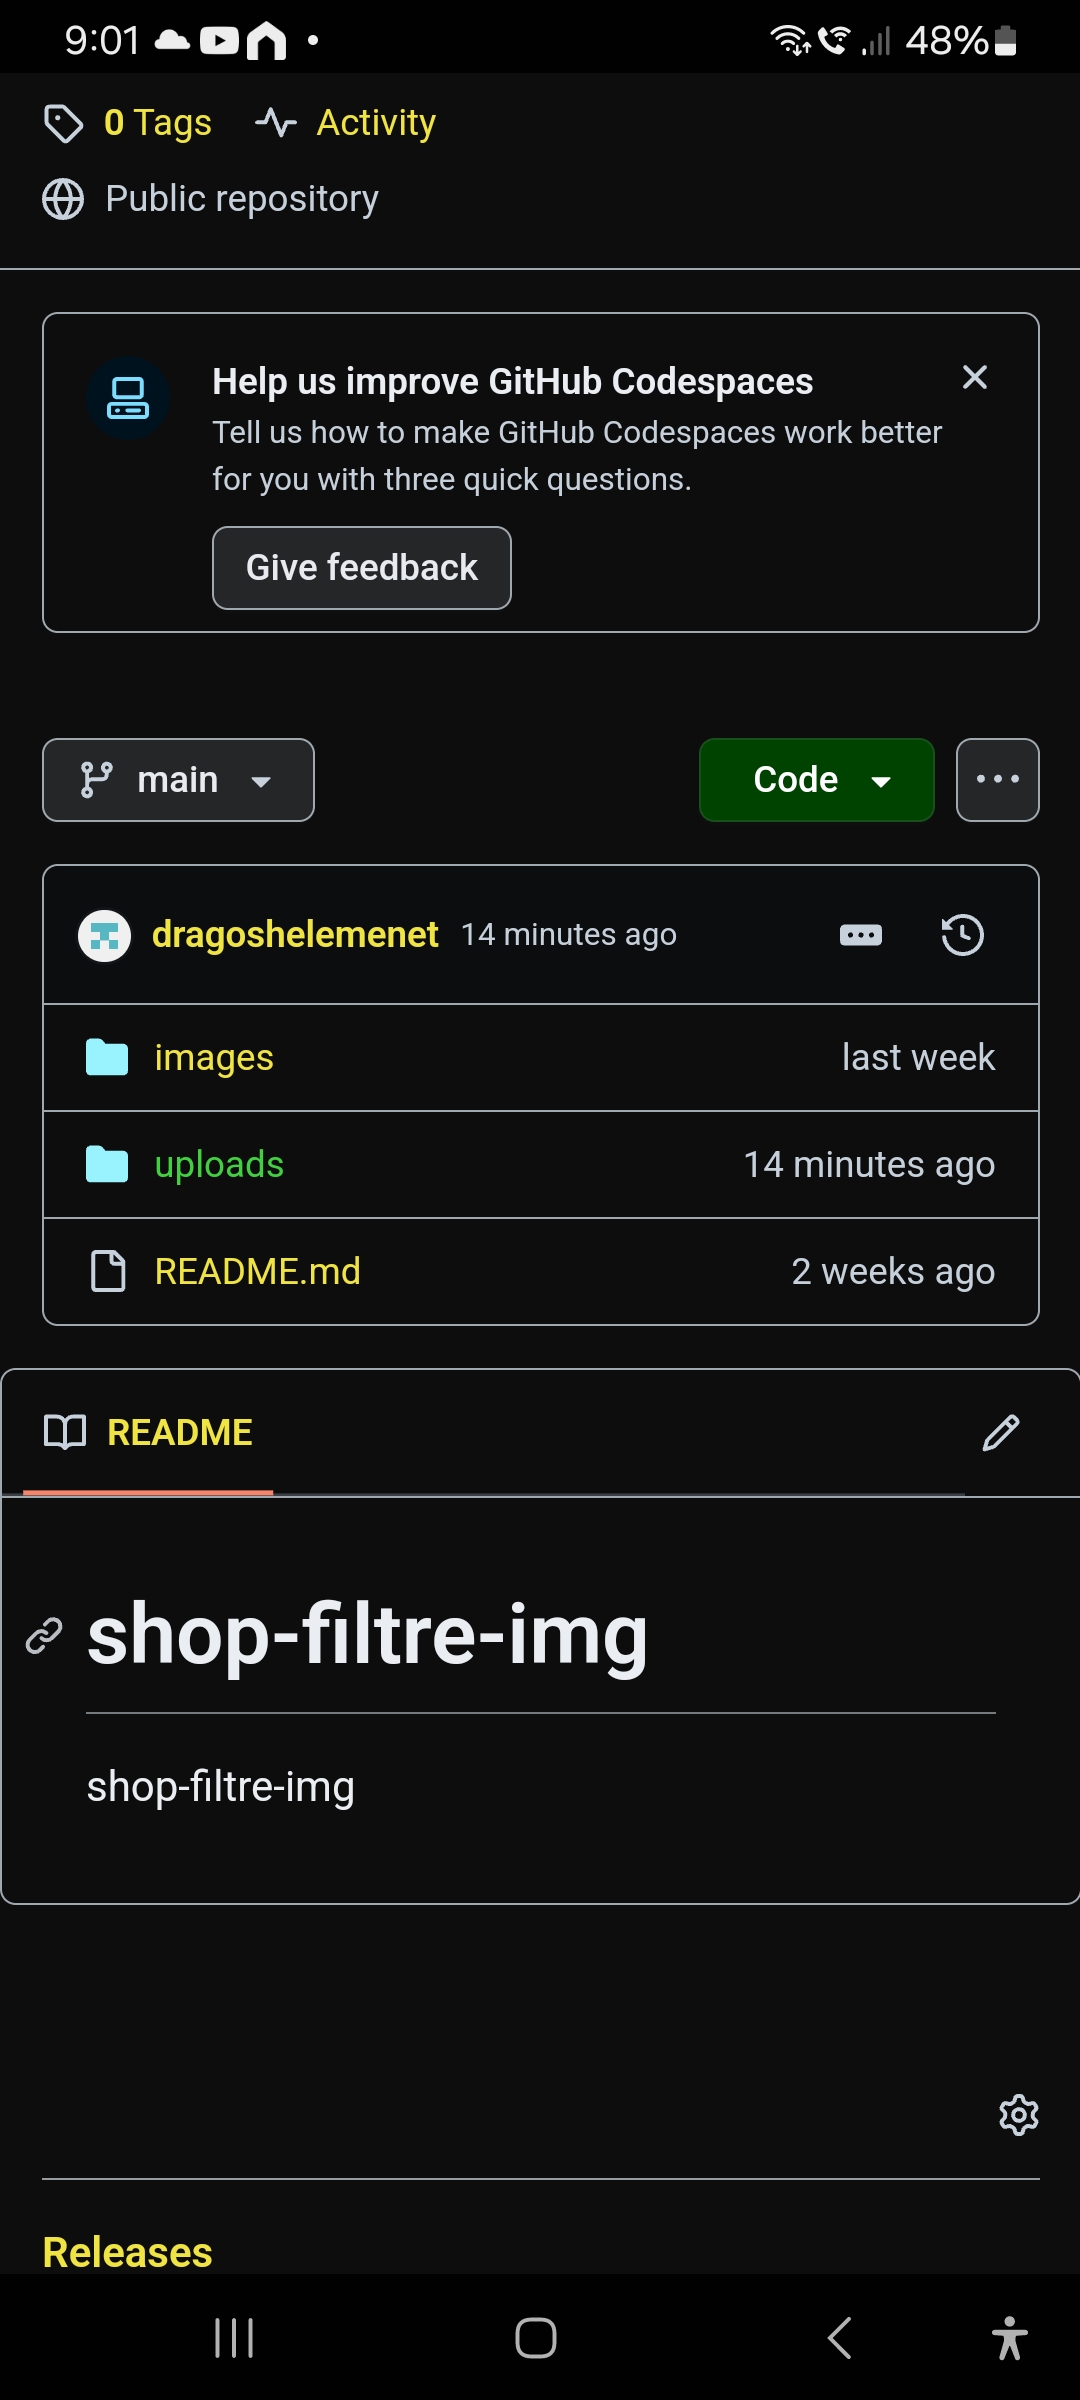 9:01
48%
0 Tags
Activity
Public repository
Help us improve GitHub Codespaces
Tell us how to make GitHub Codespaces work better
for you with three quick questions.
Give feedback
main
Code
dragoshelemenet 14 minutes ago
images
last week
uploads
14 minutes ago
README.md
2 weeks ago
README
shop-filtre-img
shop-filtre-img
Releases